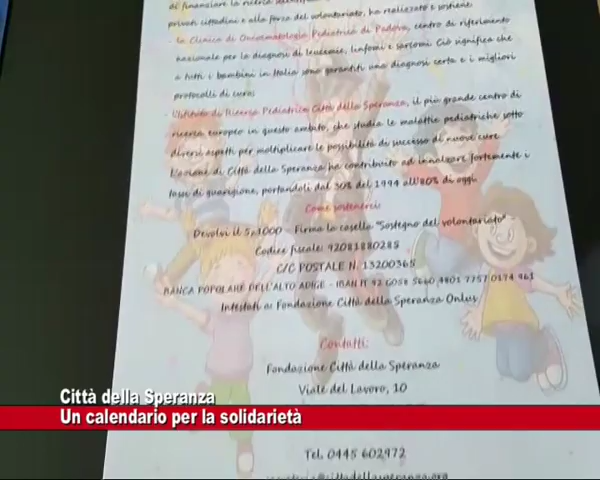 di finanziare la ricerca
privati cittadini e alla forza del volontariato, ha realizzato e sostiene:
- la Clinica di Oncoematologia Pediatrica di Padova, centro di riferimento
nazionale per la diagnosi di leucemie, linfomi e sarcomi. Ciò significa che
a tutti i bambini in Italia sono garantiti una diagnosi certa e i migliori
protocolli di cura;
- l'Istituto di Ricerca Pediatrica Città della Speranza, il più grande centro di
ricerca europeo in questo ambito, che studia le malattie pediatriche sotto
diversi aspetti per moltiplicare le possibilità di successo di nuove cure.
L'azione di Città della Speranza ha contribuito ad innalzare fortemente i
tassi di guarigione, portandoli dal 30% del 1994 all'80% di oggi.
Come sostenerci:
Devolvi il 5x1000 - Firma la casella "Sostegno del volontariato"
Codice fiscale: 92081880285
C/C POSTALE N. 13200365
BANCA POPOLARE DELL'ALTO ADIGE - IBAN IT 92 5640 4801 7757 0174 961
Intestati a: Fondazione Città della Speranza Onlus
Contatti:
Fondazione Città della Speranza
Viale del Lavoro, 10
Città della Speranza
Un calendario per la solidarietà
Tel. 0445 602972
@cittadellasperanza.org